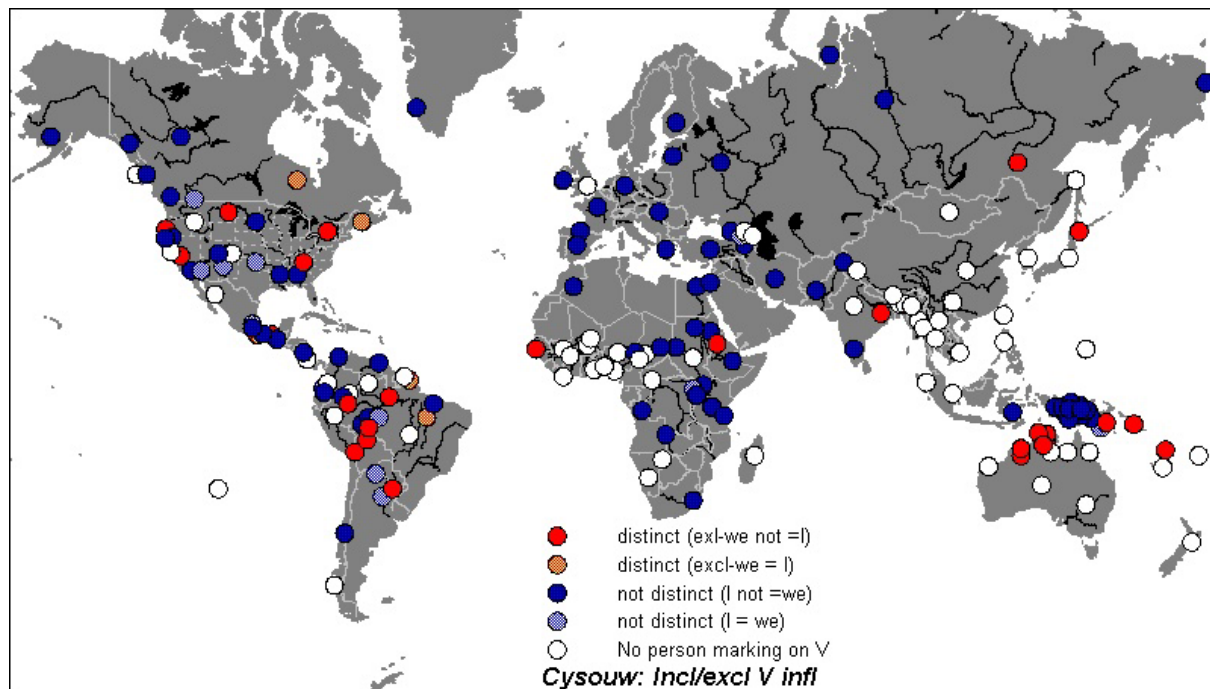 distinct (exl-we not =I)
distinct (excl-we = I)
not distinct (I not =we)
not distinct (I = we)
No person marking on V
Cysouw: Incl/excl V infl